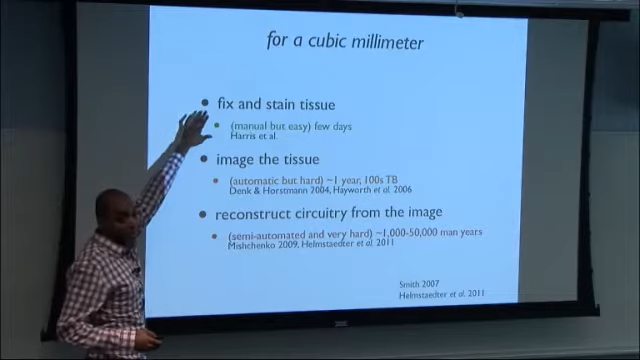 for a cubic millimeter
fix and stain tissue
(manual but easy) few days
Harris et al.
image the tissue
(automatic but hard) ~1 year, 100s TB
Denk & Horstmann 2004, Hayworth et al. 2006
reconstruct circuitry from the image
(semi-automated and very hard) ~1,000-50,000 man years
Mishchenko 2009, Helmstaedter et al. 2011
Smith 2007
Helmstaedter et al. 2011